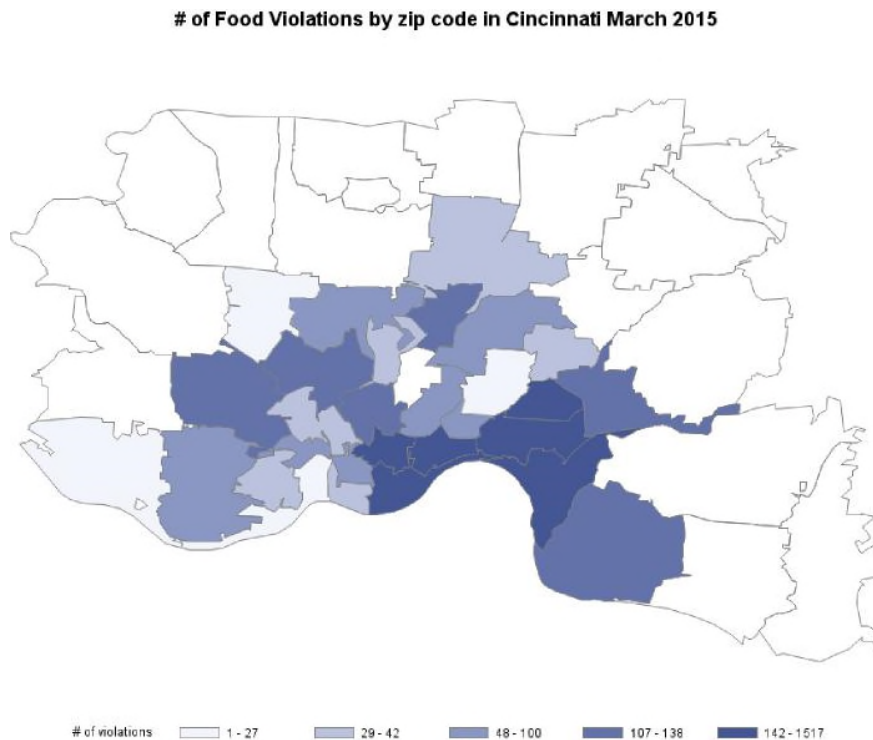 # of Food Violations by zip code in Cincinnati March 2015
# of violations 1 - 27 29 - 42 48 - 100 107 - 138 142 - 1517